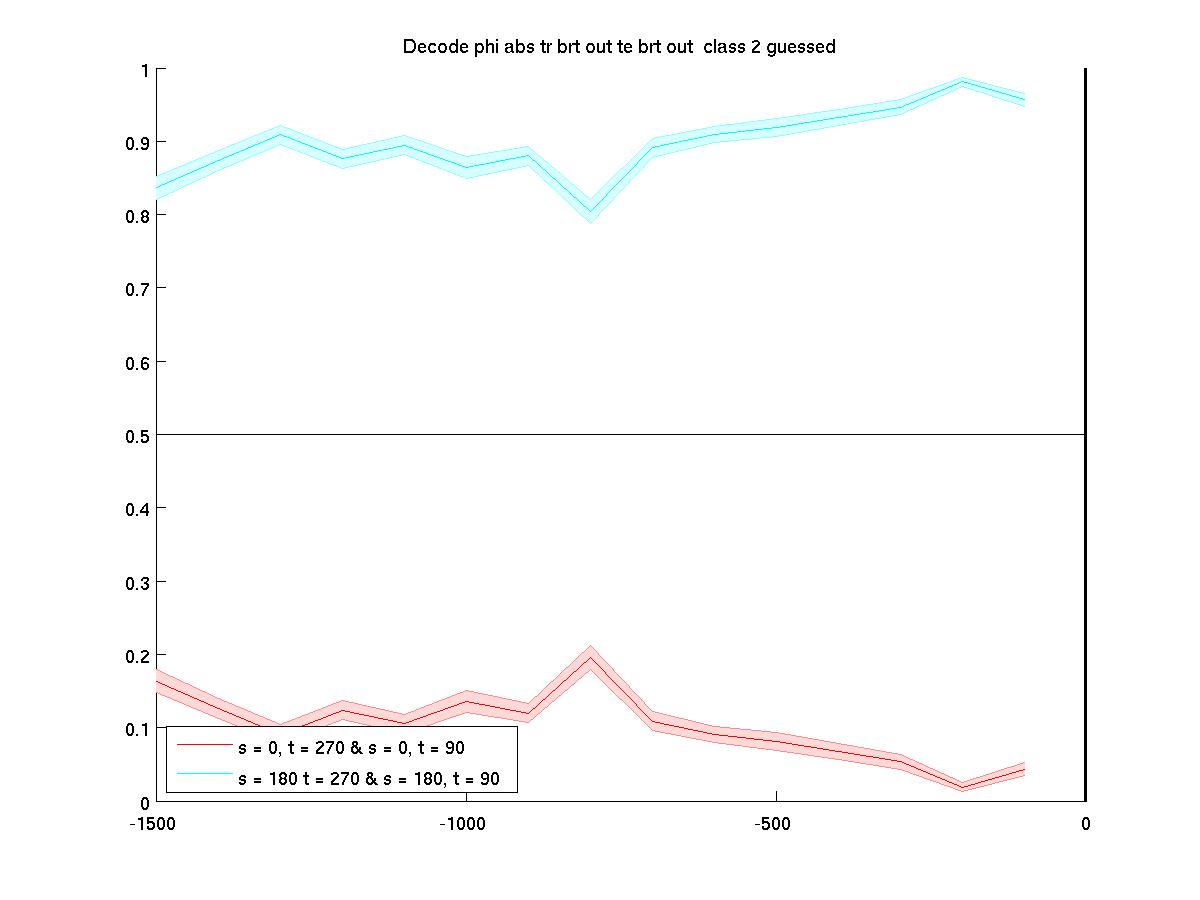 Decode phi abs tr brt out te brt out  class 2 guessed
1
0.9
0.8
0.7
0.6
0.5
0.4
0.3
0.2
0.1
0
s = 0, t = 270 & s = 0, t = 90
s = 180 t = 270 & s = 180, t = 90
-1500 -1000 -500 0